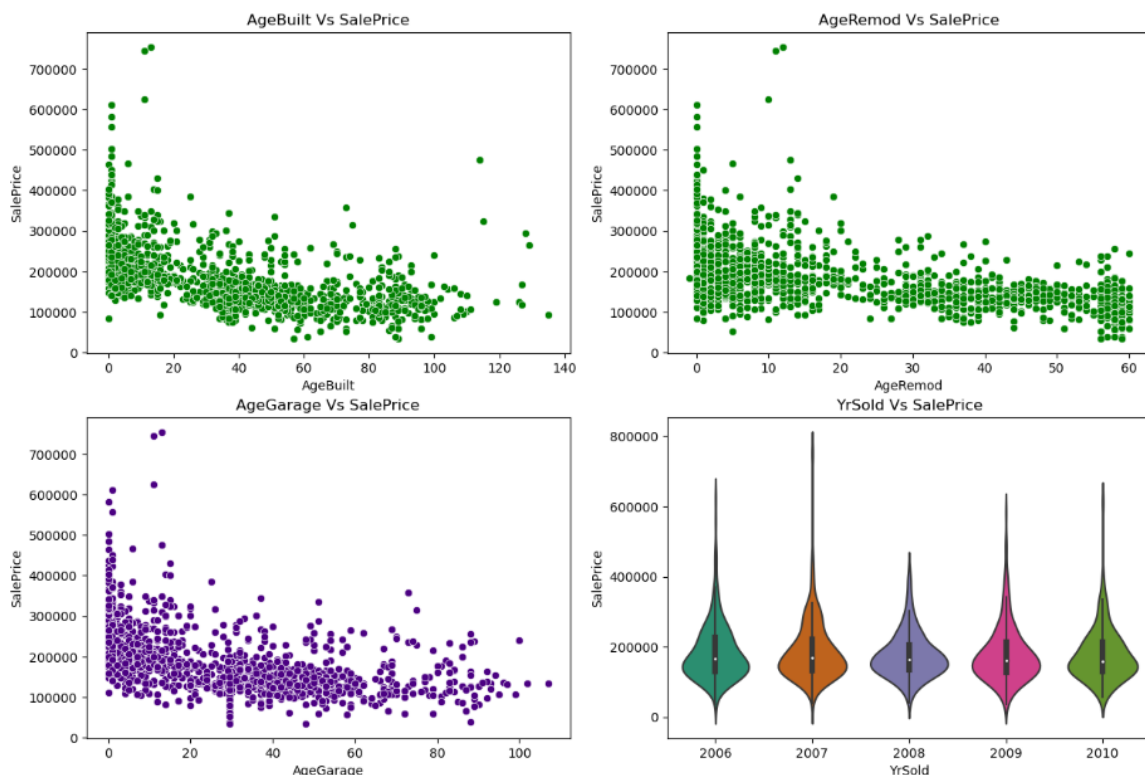 AgeBuilt Vs SalePrice
700000
600000
500000
400000
300000
200000
100000
0
SalePrice
0 20 40 60 80 100 120 140
AgeBuilt
AgeRemod Vs SalePrice
700000
600000
500000
400000
300000
200000
100000
0
SalePrice
0 10 20 30 40 50 60
AgeRemod
AgeGarage Vs SalePrice
700000
600000
500000
400000
300000
200000
100000
0
SalePrice
0 20 40 60 80 100
AgeGarage
YrSold Vs SalePrice
800000
600000
400000
200000
0
SalePrice
2006 2007 2008 2009 2010
YrSold